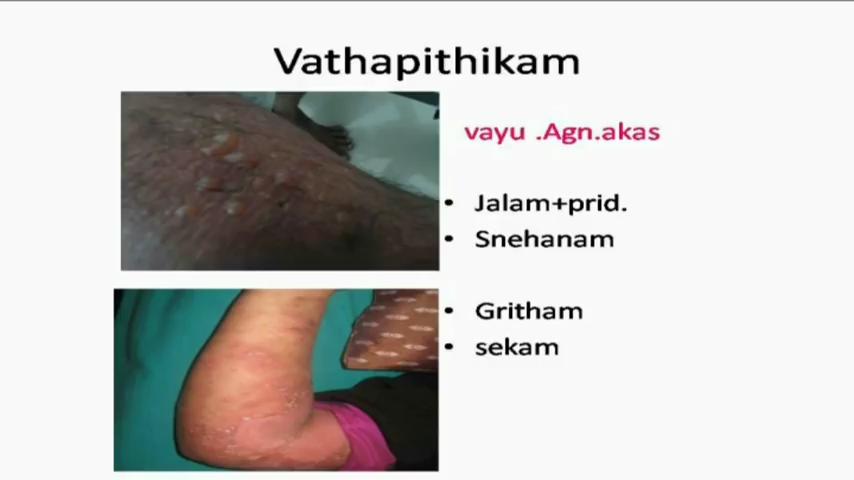 Vathapithikam
vayu .Agn.akas
• Jalam+prid.
• Snehanam
• Gritham
• sekam